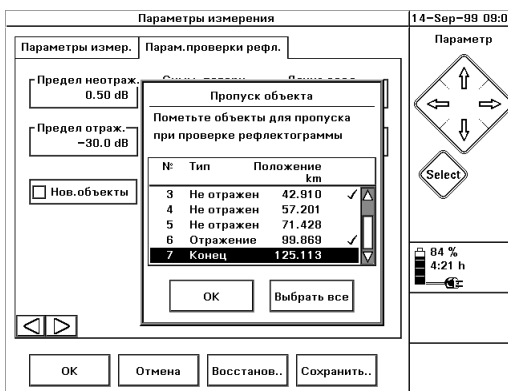 Параметры измерения
14-Sep-99 09:0
Параметры измер.
Парам.проверки рефл.
Параметр
Предел неотраж.
0.50 dB
Предел отраж.
-30.0 dB
Нов.объекты
Пропуск объекта
Пометьте объекты для пропуска
при проверке рефлектограммы
№ Тип Положение
km
3 Не отражен 42.910 ✓
4 Не отражен 57.201
5 Не отражен 71.428
6 Отражение 99.869 ✓
7 Конец 125.113
OK
Выбрать все
Select
84 %
4:21 h
OK
Отмена
Восстанов..
Сохранить..